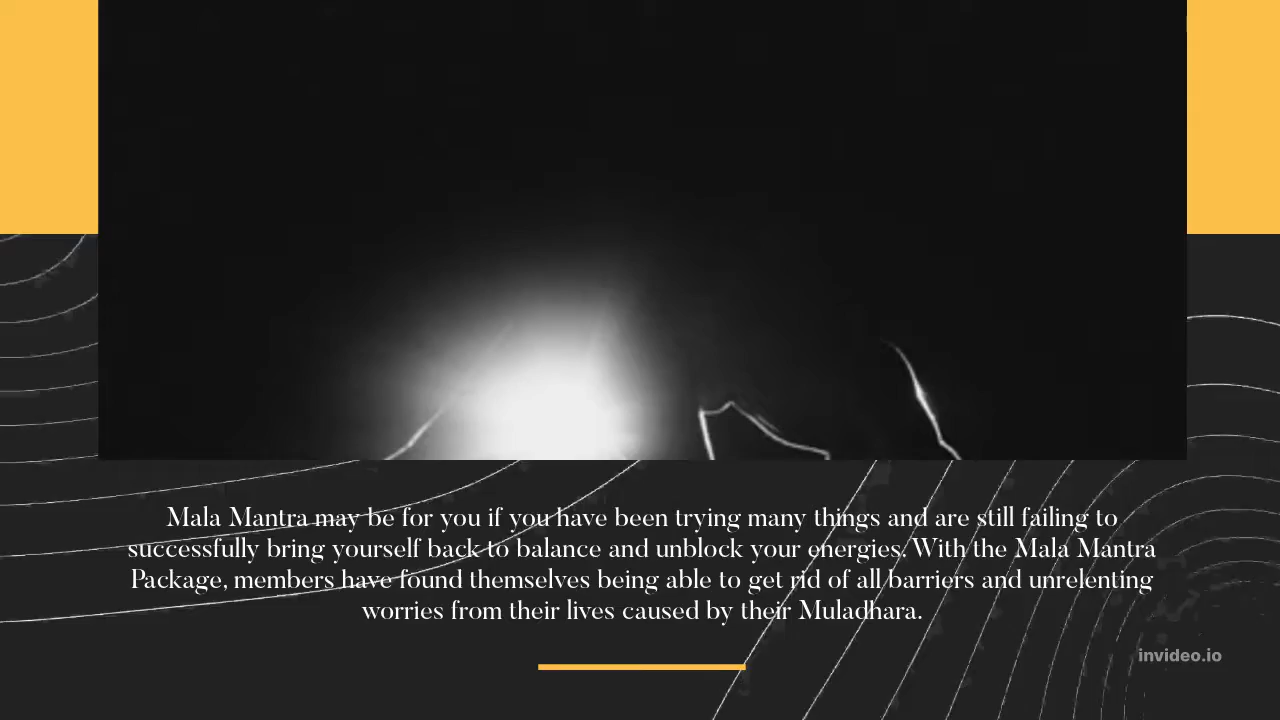 Mala Mantra may be for you if you have been trying many things and are still failing to
successfully bring yourself back to balance and unblock your energies. With the Mala Mantra
Package, members have found themselves being able to get rid of all barriers and unrelenting
worries from their lives caused by their Muladhara.
invideo.io